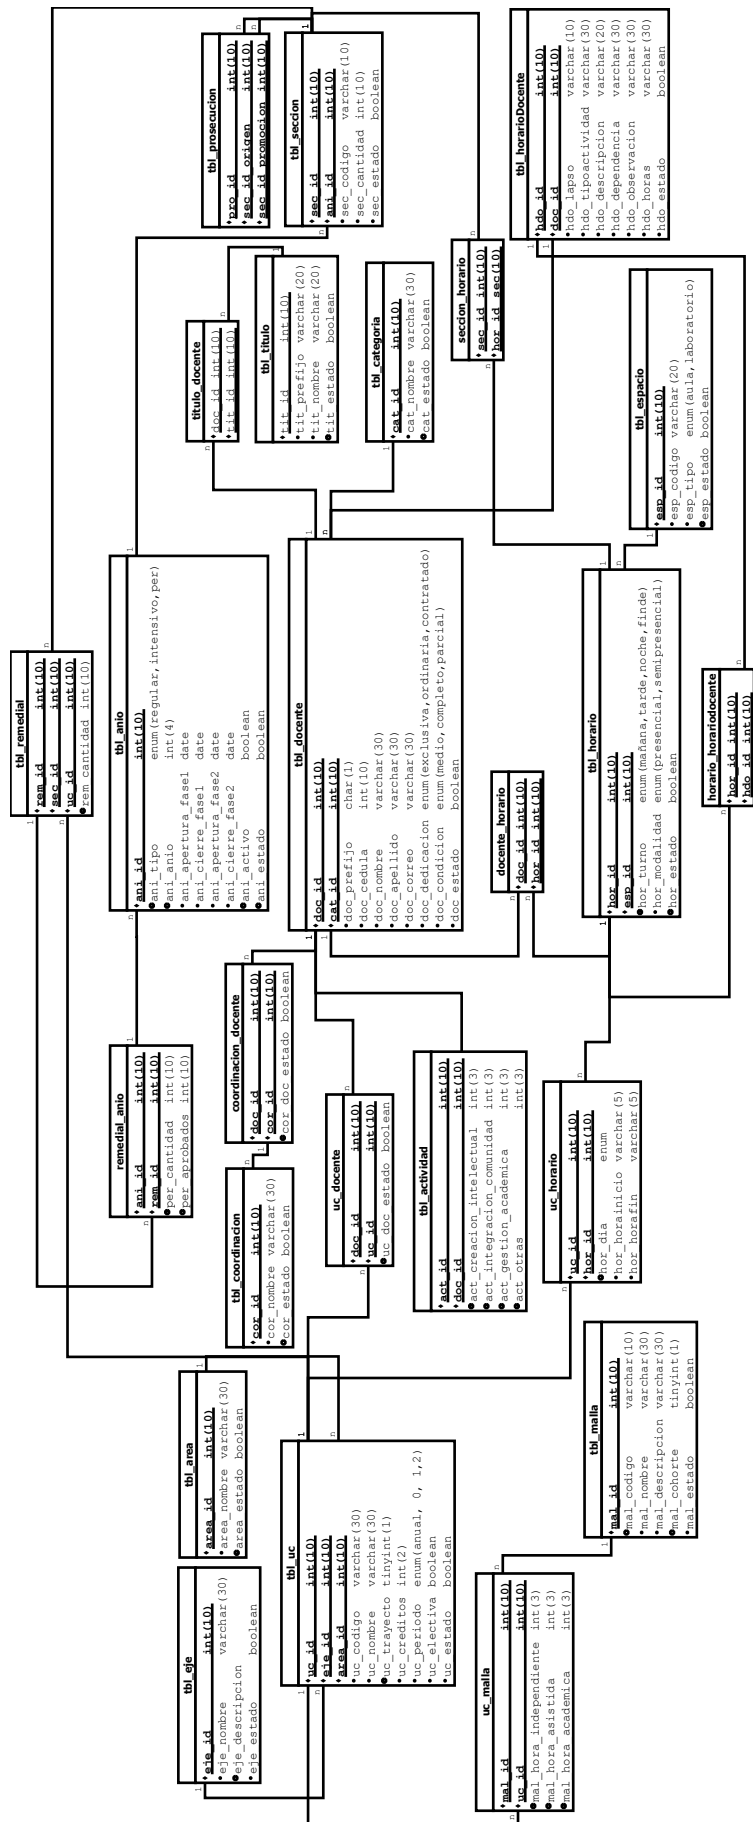 tbl_eje
eje_id int(10)
eje_nombre varchar(30)
eje_descripcion
eje_estado boolean
tbl_area
area_id int(10)
area_nombre varchar(30)
area_estado boolean
tbl_uc
uc_id int(10)
eje_id int(10)
area_id int(10)
uc_codigo varchar(30)
uc_nombre varchar(30)
uc_trayecto tinyint(1)
uc_creditos int(2)
uc_periodo enum(anual, 0, 1,2)
uc_electiva boolean
uc_estado boolean
uc_malla
mal_id int(10)
uc_id int(10)
mal_hora_independiente int(3)
mal_hora_asistida int(3)
mal_hora_academica int(3)
tbl_malla
mal_id int(10)
mal_codigo varchar(10)
mal_nombre varchar(30)
mal_descripcion varchar(30)
mal_cohorte tinyint(1)
mal_estado boolean
tbl_coordinacion
cor_id int(10)
cor_nombre varchar(30)
cor_estado boolean
coordinacion_docente
doc_id int(10)
cor_id int(10)
cor_doc_estado boolean
uc_docente
doc_id int(10)
uc_id int(10)
uc_doc_estado boolean
tbl_actividad
act_id int(10)
doc_id int(10)
act_creacion_intelectual int(3)
act_integracion_comunidad int(3)
act_gestion_academica int(3)
act_otras int(3)
uc_horario
uc_id int(10)
hor_id int(10)
hor_dia enum
hor_horainicio varchar(5)
hor_horafin varchar(5)
remedial_anio
ani_id int(10)
rem_id int(10)
per_cantidad int(10)
per_aprobados int(10)
tbl_remedial
rem_id int(10)
sec_id int(10)
uc_id int(10)
rem_cantidad int(10)
tbl_anio
ani_id int(10)
ani_tipo enum(regular,intensivo,per)
ani_anio int(4)
ani_apertura_fase1 date
ani_cierre_fase1 date
ani_apertura_fase2 date
ani_cierre_fase2 date
ani_activo boolean
ani_estado boolean
tbl_docente
doc_id int(10)
cat_id int(10)
doc_prefijo char(1)
doc_cedula int(10)
doc_nombre varchar(30)
doc_apellido varchar(30)
doc_correo varchar(30)
doc_dedicacion enum(exclusiva,ordinaria,contratado)
doc_condicion enum(medio,completo,parcial)
doc_estado boolean
docente_horario
doc_id int(10)
hor_id int(10)
tbl_horario
hor_id int(10)
esp_id int(10)
hor_turno enum(mañana,tarde,noche,finde)
hor_modalidad enum(presencial,semipresencial)
hor_estado boolean
horario_horariodocente
hor_id int(10)
hdo_id int(10)
titulo_docente
doc_id int(10)
tit_id int(10)
tbl_titulo
tit_id int(10)
tit_prefijo varchar(20)
tit_nombre varchar(20)
tit_estado boolean
tbl_categoria
cat_id int(10)
cat_nombre varchar(30)
cat_estado boolean
seccion_horario
sec_id int(10)
hor_id sec(10)
tbl_espacio
esp_id int(10)
esp_codigo varchar(20)
esp_tipo enum(aula,laboratorio)
esp_estado boolean
tbl_prosecucion
pro_id int(10)
sec_id_origen int(10)
sec_id_promocion int(10)
tbl_seccion
sec_id int(10)
ani_id int(10)
sec_codigo varchar(10)
sec_cantidad int(10)
sec_estado boolean
tbl_horarioDocente
hdo_id int(10)
doc_id int(10)
hdo_lapso varchar(10)
hdo_tipoactividad varchar(30)
hdo_descripcion varchar(20)
hdo_dependencia varchar(30)
hdo_observacion varchar(30)
hdo_horas varchar(30)
hdo_estado boolean